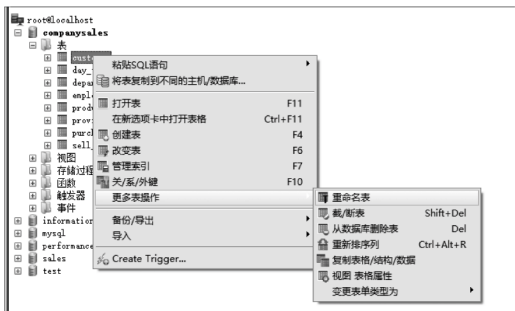 root@localhost
companysales
表
custo
day_
depar
emplo
produ
provi
purch
sell_
视图
存储过程
函数
触发器
事件
information
mysql
performance
sales
test
粘贴SQL语句
将表复制到不同的主机/数据库...
打开表 F11
在新选项卡中打开表格 Ctrl+F11
创建表 F4
改变表 F6
管理索引 F7
关/系/外键 F10
更多表操作
备份/导出
导入
Create Trigger...
重命名表
截/断表 Shift+Del
从数据库删除表 Del
重新排序列 Ctrl+Alt+R
复制表格/结构/数据
视图 表格属性
变更表单类型为